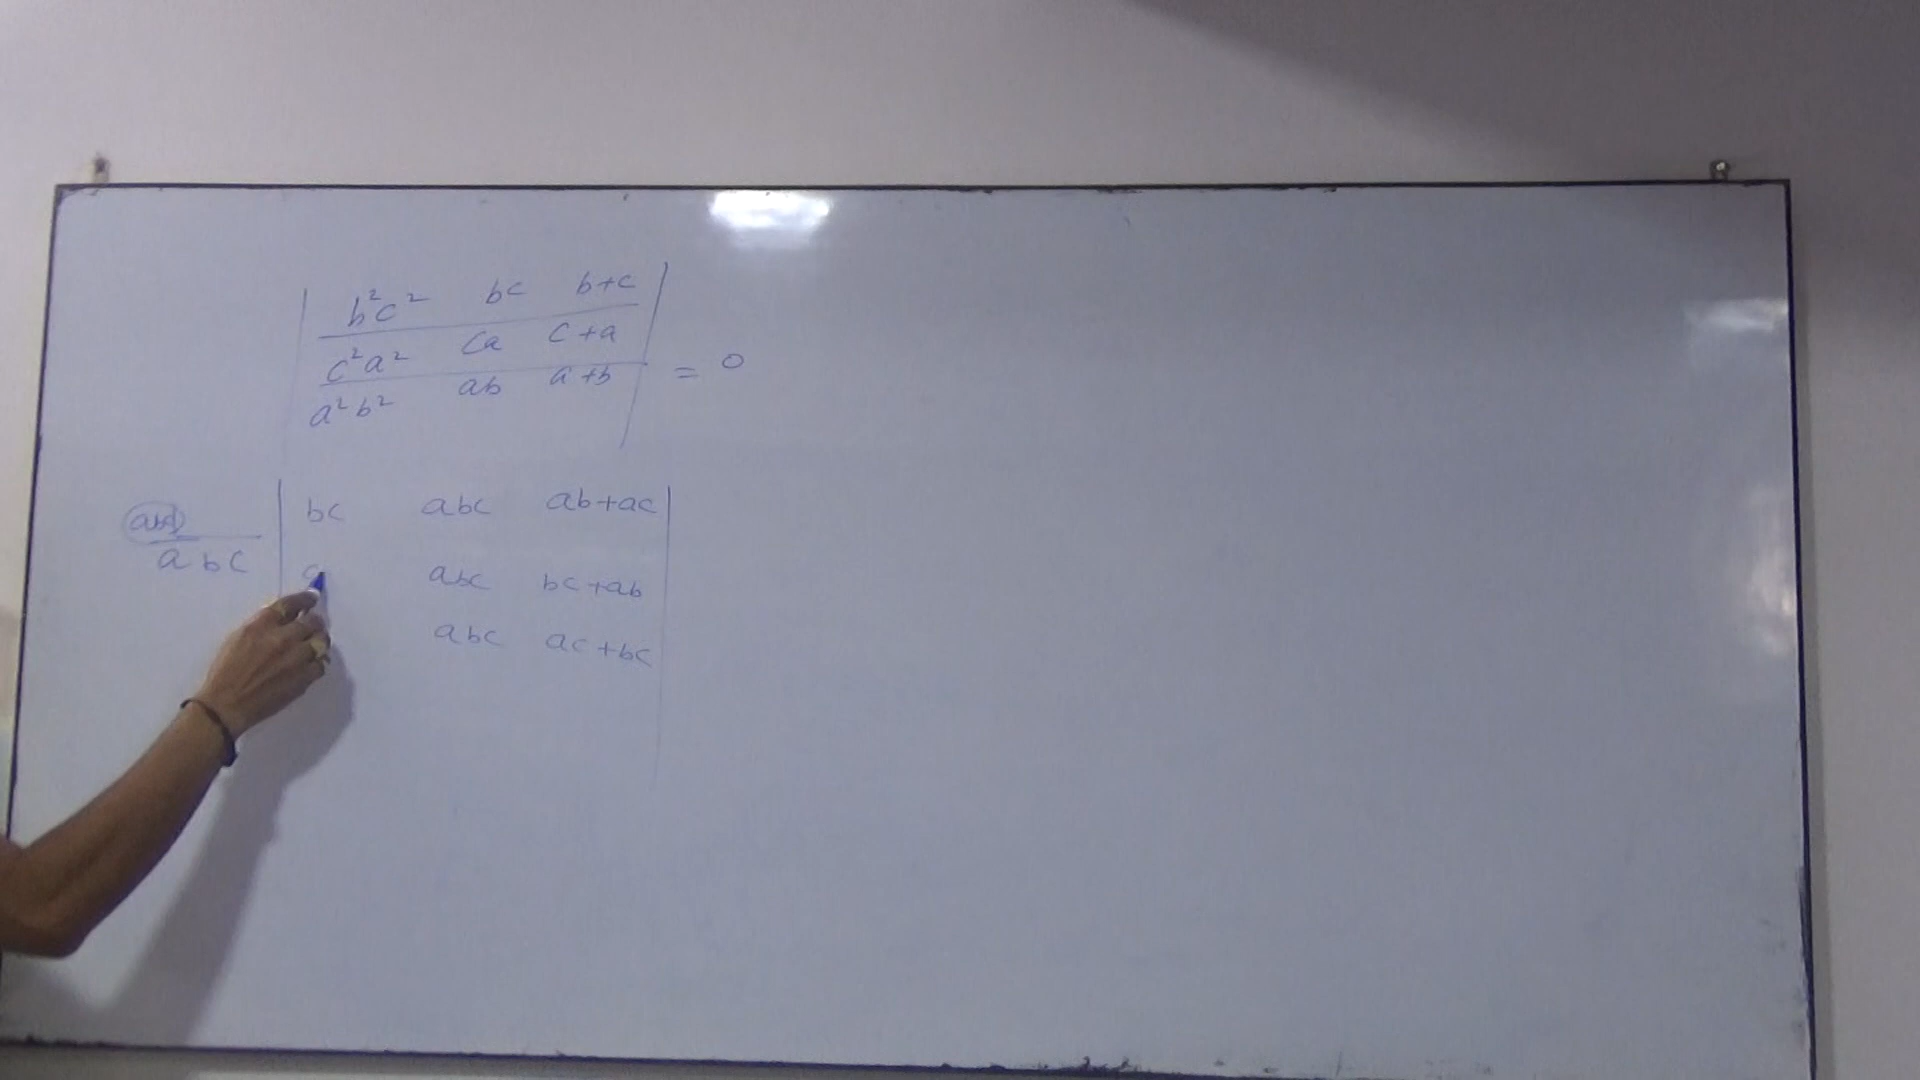 b²c² bc b+c
c²a² ca c+a
a²b² ab a+b = 0
bc abc ab+ac
abc
abc bc+ab
abc ac+bc